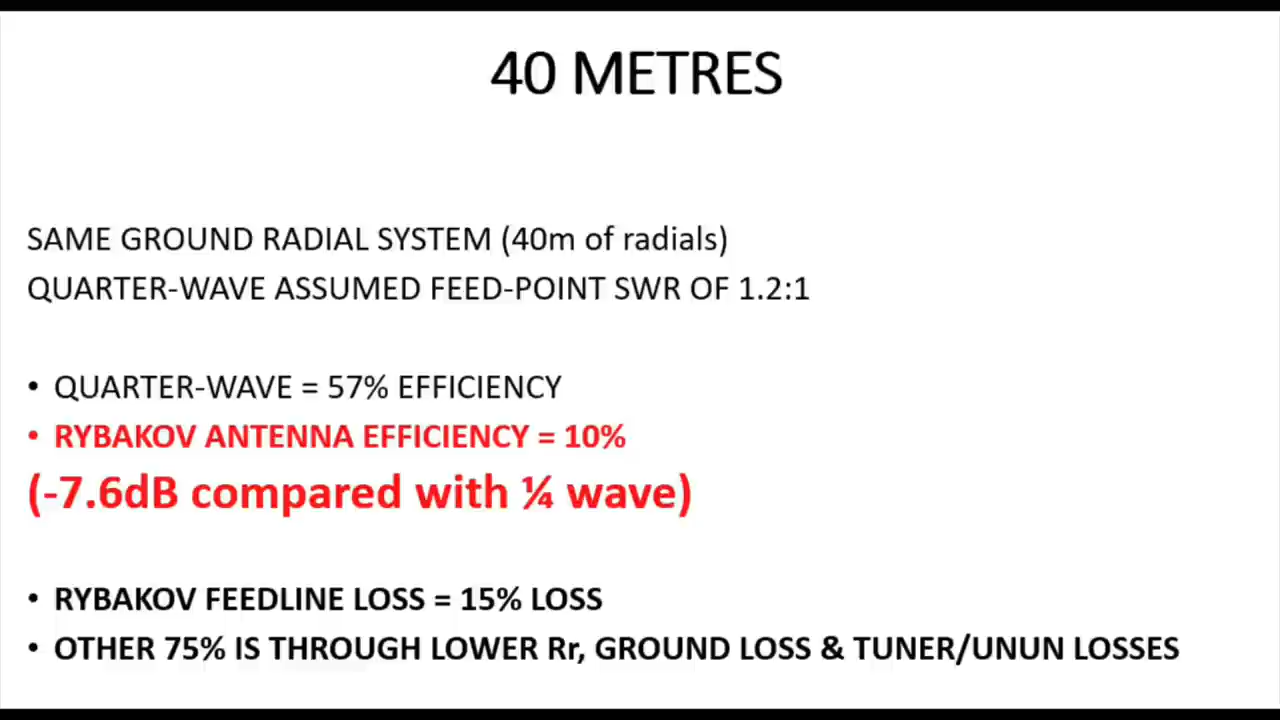 40 METRES
SAME GROUND RADIAL SYSTEM (40m of radials)
QUARTER-WAVE ASSUMED FEED-POINT SWR OF 1.2:1
• QUARTER-WAVE = 57% EFFICIENCY
• RYBAKOV ANTENNA EFFICIENCY = 10%
(-7.6dB compared with ¼ wave)
• RYBAKOV FEEDLINE LOSS = 15% LOSS
• OTHER 75% IS THROUGH LOWER Rr, GROUND LOSS & TUNER/UNUN LOSSES